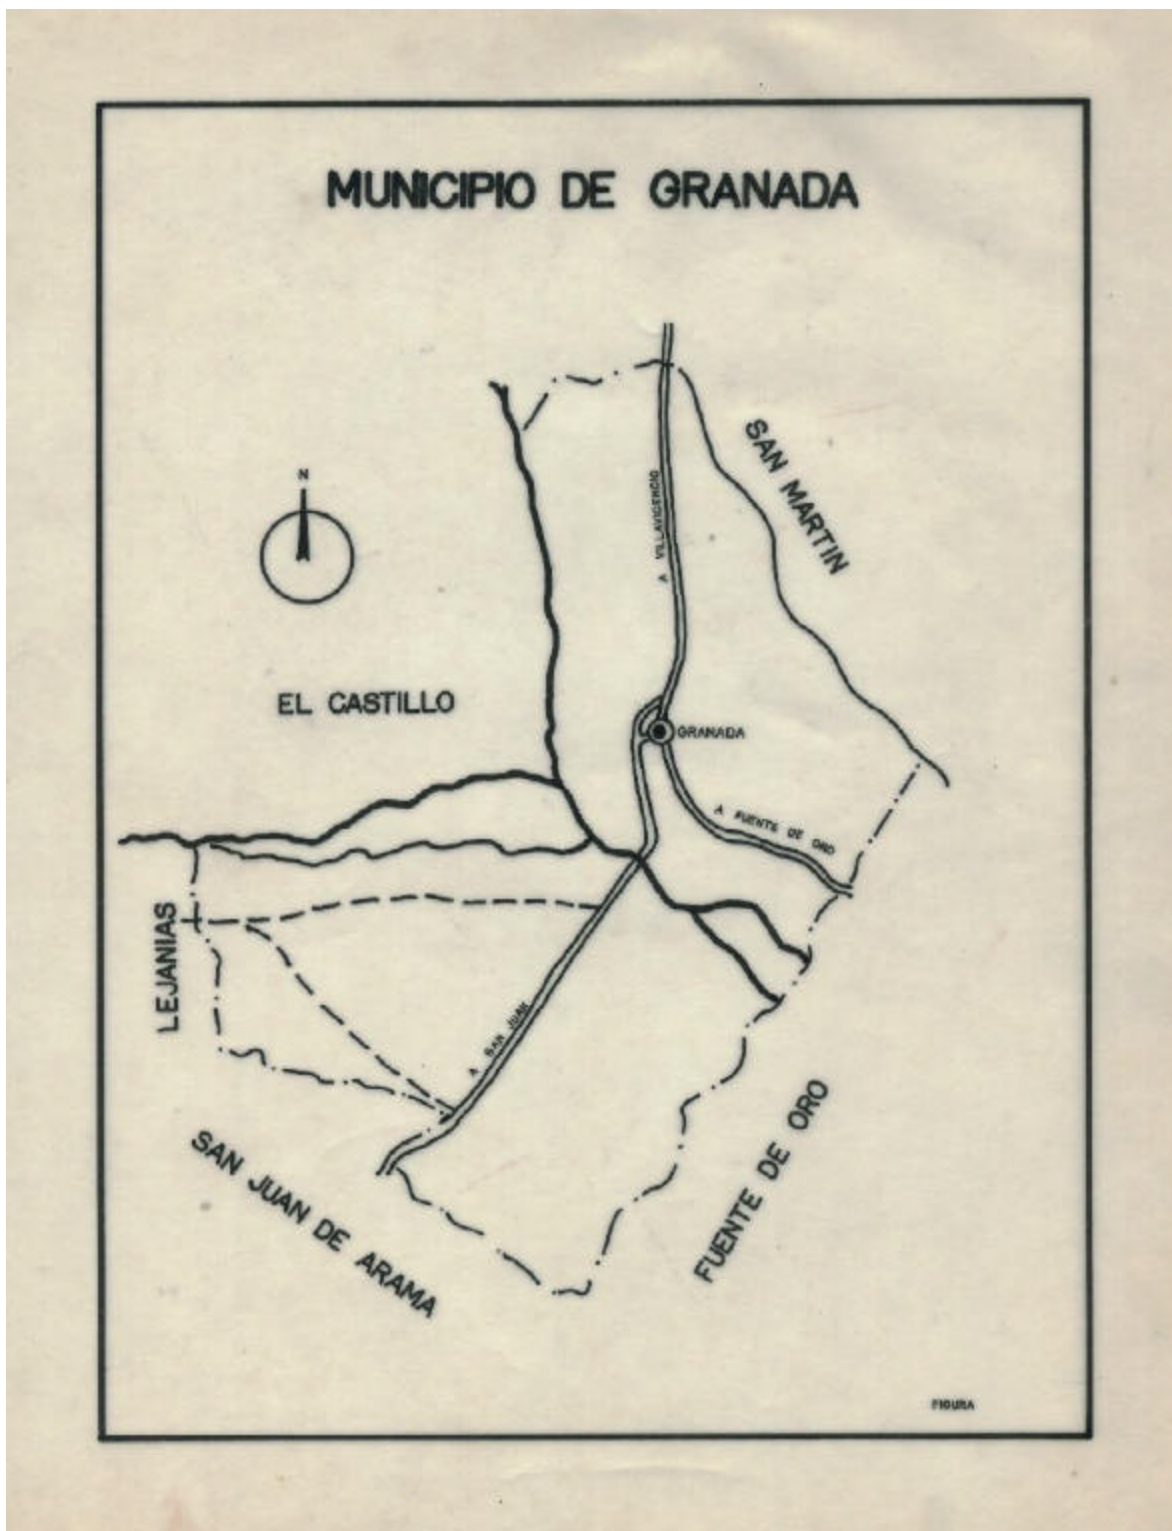 MUNICIPIO DE GRANADA
SAN MARTIN
N
A VILLAVICENCIO
EL CASTILLO
GRANADA
A FUENTE DE ORO
LEJANIAS
A SAN JUAN
SAN JUAN DE ARAMA
FUENTE DE ORO
FIGURA